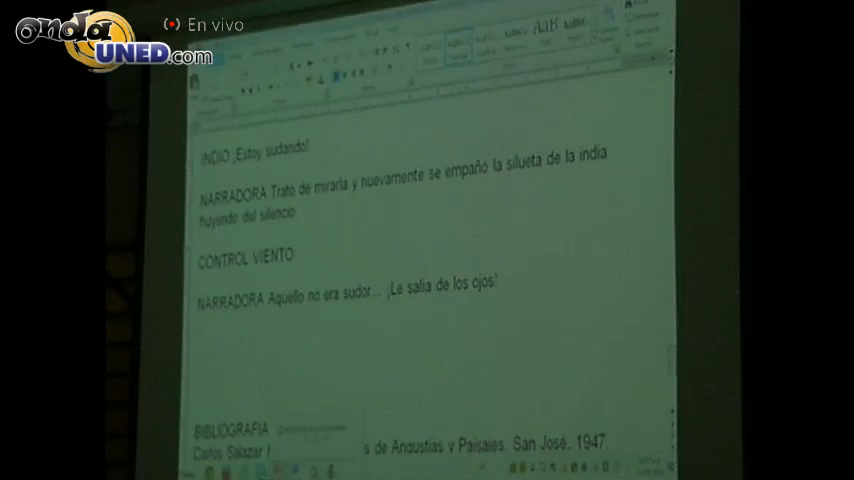 onda
UNED.com
En vivo
INDIO ¡Estoy sudando!
NARRADORA Trató de mirarla y nuevamente se empañó la silueta de la india
huyendo del silencio.
CONTROL VIENTO
NARRADORA Aquello no era sudor... ¡Le salía de los ojos!
BIBLIOGRAFIA
Carlos Salazar s de Angustias y Paisajes. San José. 1947.